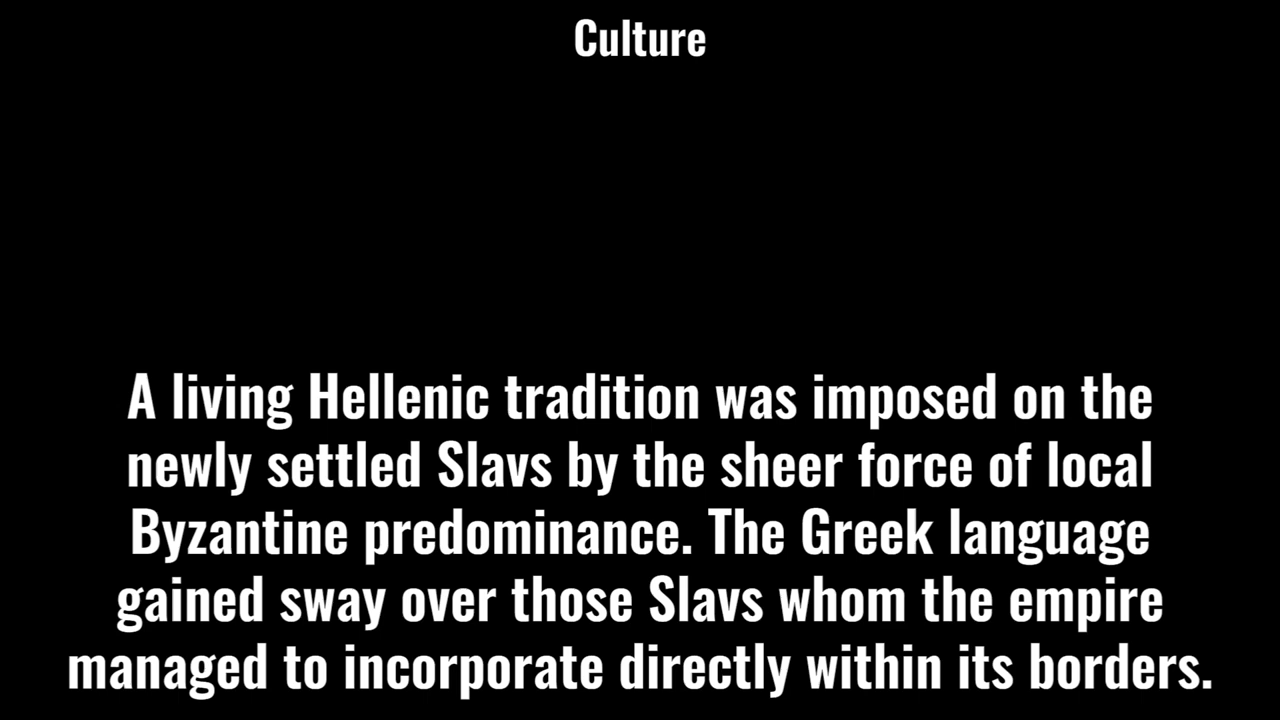 Culture
A living Hellenic tradition was imposed on the
newly settled Slavs by the sheer force of local
Byzantine predominance. The Greek language
gained sway over those Slavs whom the empire
managed to incorporate directly within its borders.